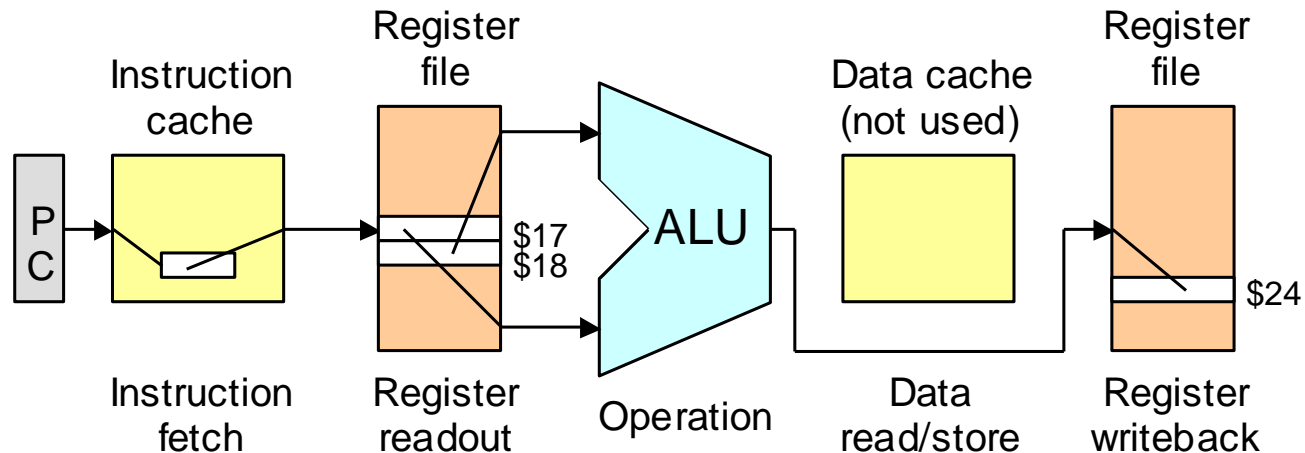 Register
file
Instruction
cache
Data cache
(not used)
Register
file
P
C
$17
$18
ALU
$24
Instruction
fetch
Register
readout
Operation
Data
read/store
Register
writeback